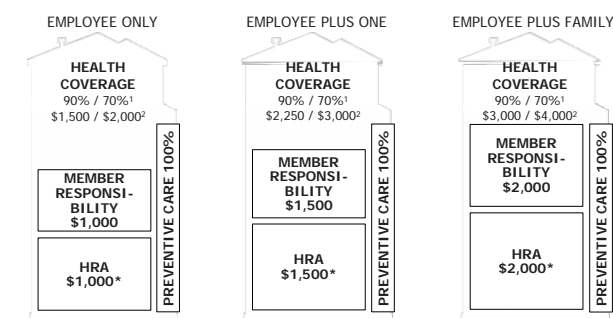 EMPLOYEE ONLY
HEALTH
COVERAGE
90% / 70%¹
$1,500 / $2,000²
MEMBER
RESPONSI-
BILITY
$1,000
HRA
$1,000*
PREVENTIVE CARE 100%
EMPLOYEE PLUS ONE
HEALTH
COVERAGE
90% / 70%¹
$2,250 / $3,000²
MEMBER
RESPONSI-
BILITY
$1,500
HRA
$1,500*
PREVENTIVE CARE 100%
EMPLOYEE PLUS FAMILY
HEALTH
COVERAGE
90% / 70%¹
$3,000 / $4,000²
MEMBER
RESPONSI-
BILITY
$2,000
HRA
$2,000*
PREVENTIVE CARE 100%